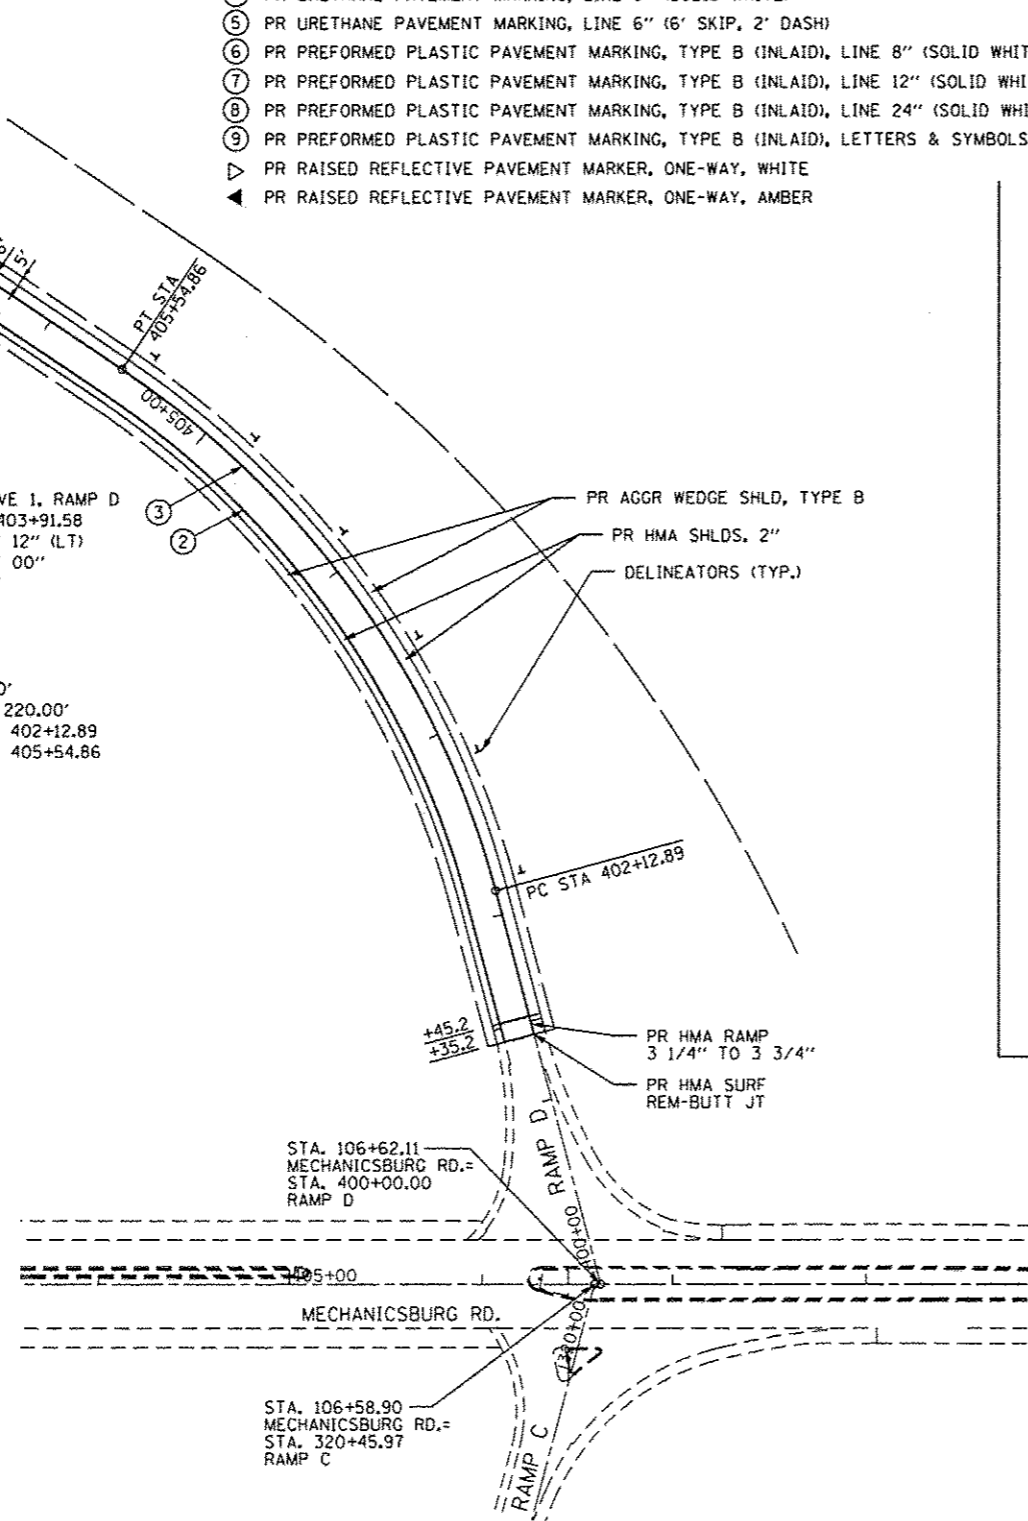 5 PR URETHANE PAVEMENT MARKING, LINE 6" (6' SKIP, 2' DASH)
6 PR PREFORMED PLASTIC PAVEMENT MARKING, TYPE B (INLAID), LINE 8" (SOLID WHIT
7 PR PREFORMED PLASTIC PAVEMENT MARKING, TYPE B (INLAID), LINE 12" (SOLID WHI
8 PR PREFORMED PLASTIC PAVEMENT MARKING, TYPE B (INLAID), LINE 24" (SOLID WHI
9 PR PREFORMED PLASTIC PAVEMENT MARKING, TYPE B (INLAID), LETTERS & SYMBOLS
PR RAISED REFLECTIVE PAVEMENT MARKER, ONE-WAY, WHITE
PR RAISED REFLECTIVE PAVEMENT MARKER, ONE-WAY, AMBER
5'
PT STA
405+54.86
405+00
VE 1, RAMP D
403+91.58
12" (LT)
00"
3
2
PR AGGR WEDGE SHLD, TYPE B
PR HMA SHLDS, 2"
DELINEATORS (TYP.)
0'
220.00'
402+12.89
405+54.86
PC STA 402+12.89
+45.2
+35.2
PR HMA RAMP
3 1/4" TO 3 3/4"
PR HMA SURF
REM-BUTT JT
RAMP D
400+00
STA. 106+62.11
MECHANICSBURG RD.=
STA. 400+00.00
RAMP D
105+00
MECHANICSBURG RD.
320+00
STA. 106+58.90
MECHANICSBURG RD.=
STA. 320+45.97
RAMP C
RAMP C